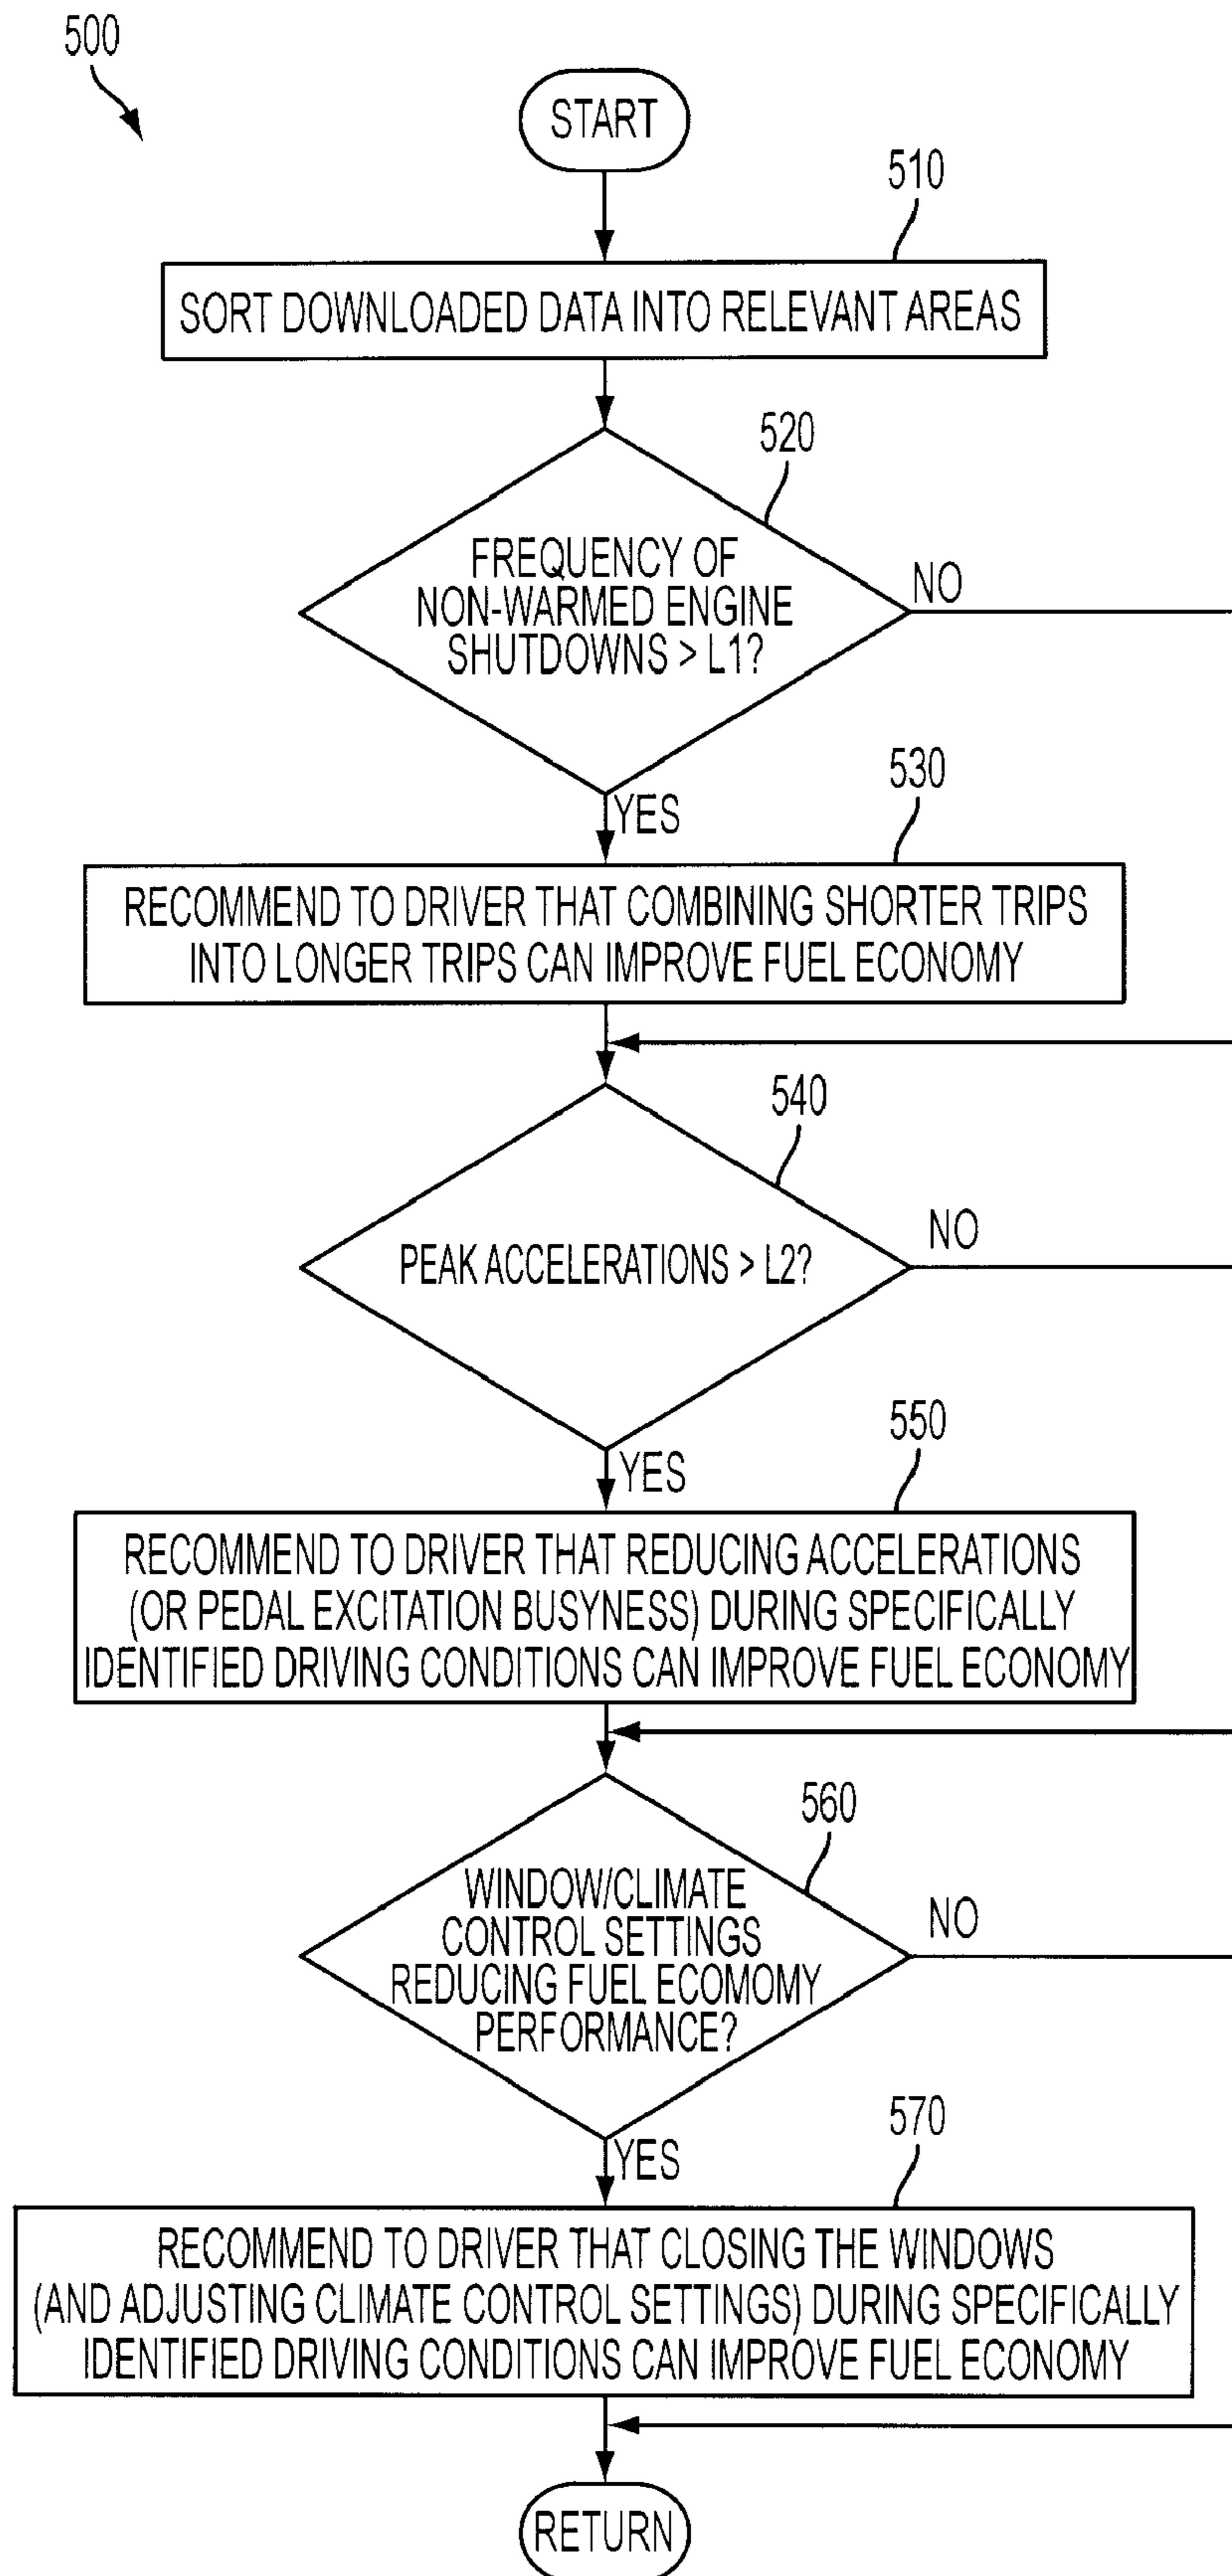 500
START
510
SORT DOWNLOADED DATA INTO RELEVANT AREAS
520
FREQUENCY OF
NON-WARMED ENGINE
SHUTDOWNS > L1?
NO
YES
530
RECOMMEND TO DRIVER THAT COMBINING SHORTER TRIPS
INTO LONGER TRIPS CAN IMPROVE FUEL ECONOMY
540
PEAK ACCELERATIONS > L2?
NO
YES
550
RECOMMEND TO DRIVER THAT REDUCING ACCELERATIONS
(OR PEDAL EXCITATION BUSYNESS) DURING SPECIFICALLY
IDENTIFIED DRIVING CONDITIONS CAN IMPROVE FUEL ECONOMY
560
WINDOW/CLIMATE
CONTROL SETTINGS
REDUCING FUEL ECOMOMY
PERFORMANCE?
NO
YES
570
RECOMMEND TO DRIVER THAT CLOSING THE WINDOWS
(AND ADJUSTING CLIMATE CONTROL SETTINGS) DURING SPECIFICALLY
IDENTIFIED DRIVING CONDITIONS CAN IMPROVE FUEL ECONOMY
RETURN